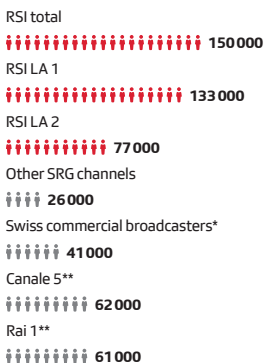 RSI total
150 000
RSI LA 1
133 000
RSI LA 2
77 000
Other SRG channels
26 000
Swiss commercial broadcasters*
41 000
Canale 5**
62 000
Rai 1**
61 000